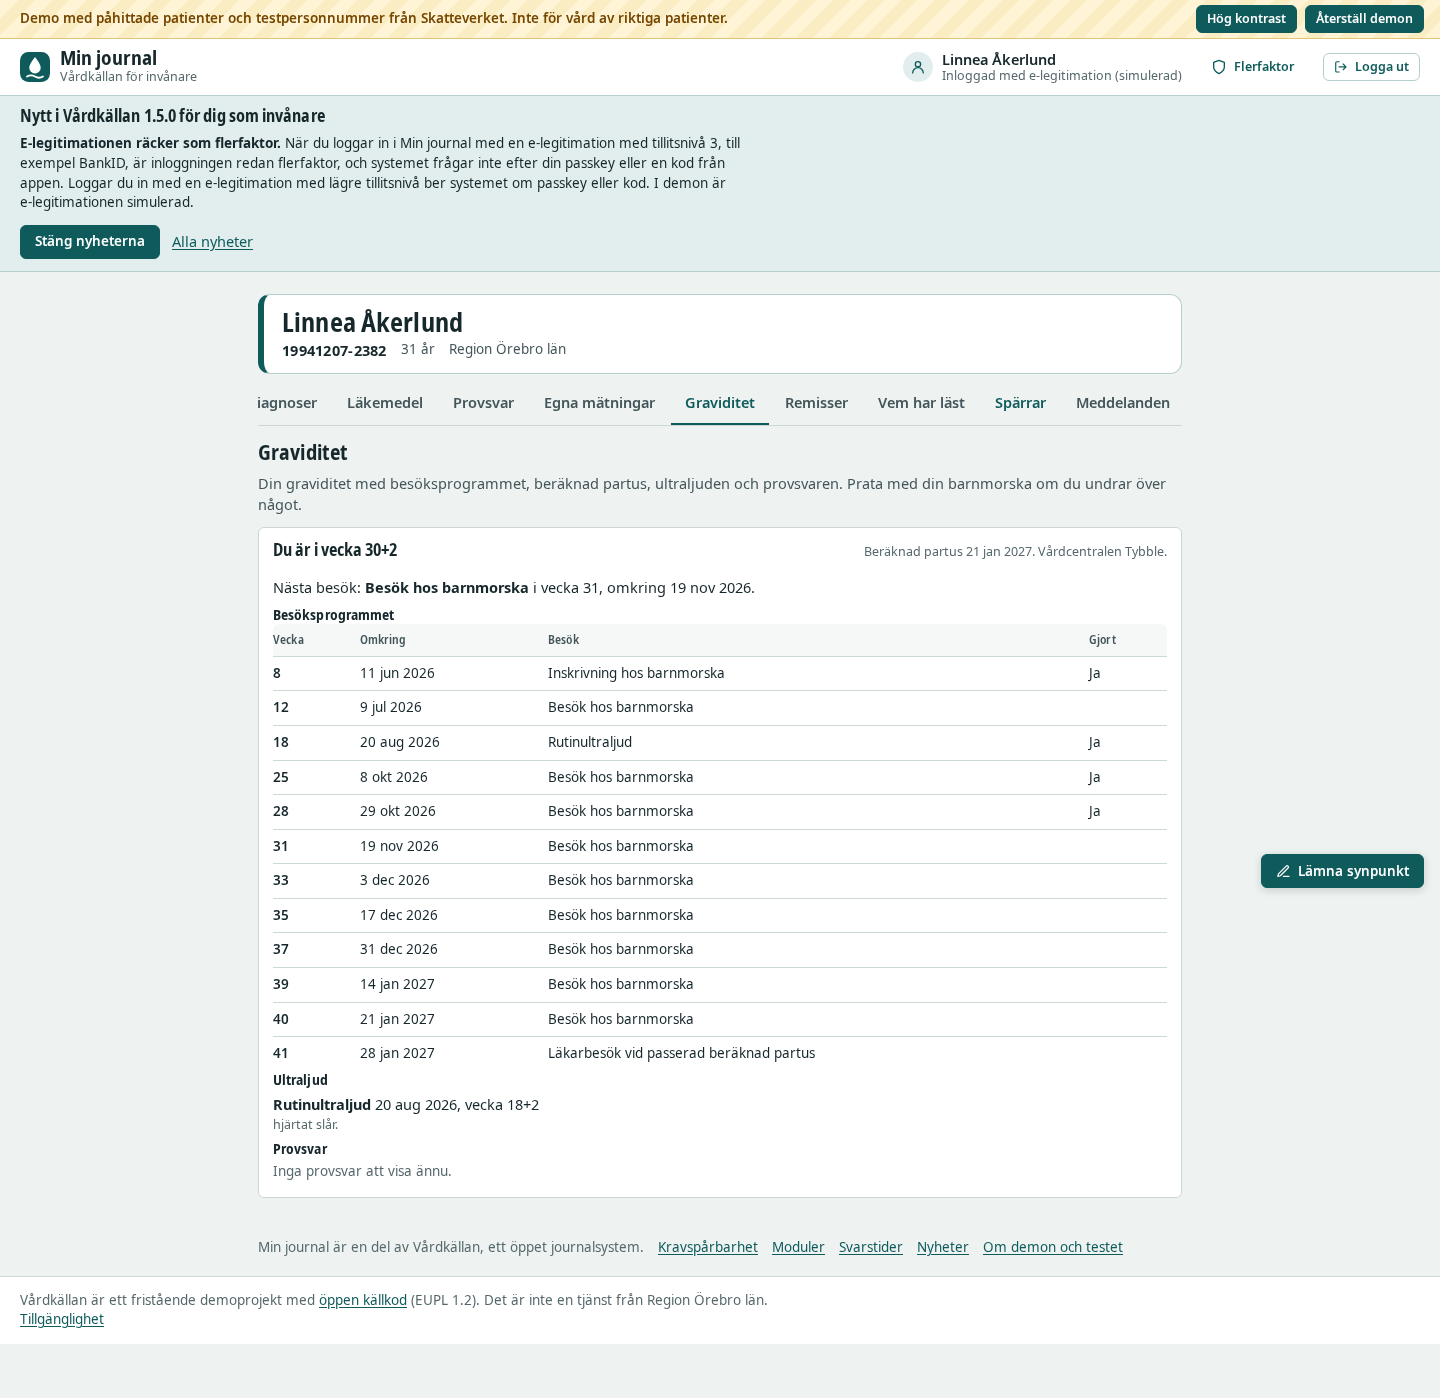 Demo med påhittade patienter och testpersonnummer från Skatteverket. Inte för vård av riktiga patienter.
Hög kontrast
Återställ demon
Min journal
Vårdkällan för invånare
Linnea Åkerlund
Inloggad med e-legitimation (simulerad)
Flerfaktor
Logga ut
Nytt i Vårdkällan 1.5.0 för dig som invånare
E-legitimationen räcker som flerfaktor. När du loggar in i Min journal med en e-legitimation med tillitsnivå 3, till
exempel BankID, är inloggningen redan flerfaktor, och systemet frågar inte efter din passkey eller en kod från
appen. Loggar du in med en e-legitimation med lägre tillitsnivå ber systemet om passkey eller kod. I demon är
e-legitimationen simulerad.
Stäng nyheterna
Alla nyheter
Linnea Åkerlund
19941207-2382 31 år Region Örebro län
iagnoser Läkemedel Provsvar Egna mätningar Graviditet Remisser Vem har läst Spärrar Meddelanden
Graviditet
Din graviditet med besöksprogrammet, beräknad partus, ultraljuden och provsvaren. Prata med din barnmorska om du undrar över
något.
Du är i vecka 30+2
Beräknad partus 21 jan 2027. Vårdcentralen Tybble.
Nästa besök: Besök hos barnmorska i vecka 31, omkring 19 nov 2026.
Besöksprogrammet
Vecka Omkring Besök Gjort
8 11 jun 2026 Inskrivning hos barnmorska Ja
12 9 jul 2026 Besök hos barnmorska
18 20 aug 2026 Rutinultraljud Ja
25 8 okt 2026 Besök hos barnmorska Ja
28 29 okt 2026 Besök hos barnmorska Ja
31 19 nov 2026 Besök hos barnmorska
33 3 dec 2026 Besök hos barnmorska
35 17 dec 2026 Besök hos barnmorska
37 31 dec 2026 Besök hos barnmorska
39 14 jan 2027 Besök hos barnmorska
40 21 jan 2027 Besök hos barnmorska
41 28 jan 2027 Läkarbesök vid passerad beräknad partus
Lämna synpunkt
Ultraljud
Rutinultraljud 20 aug 2026, vecka 18+2
hjärtat slår.
Provsvar
Inga provsvar att visa ännu.
Min journal är en del av Vårdkällan, ett öppet journalsystem. Kravspårbarhet Moduler Svarstider Nyheter Om demon och testet
Vårdkällan är ett fristående demoprojekt med öppen källkod (EUPL 1.2). Det är inte en tjänst från Region Örebro län.
Tillgänglighet